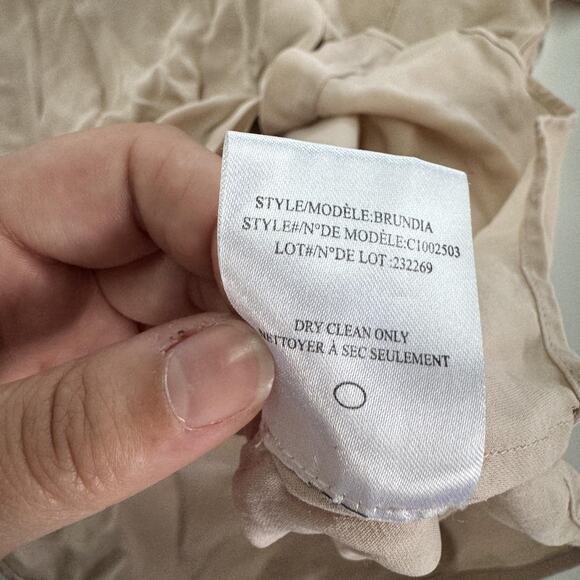 STYLE/MODÈLE:BRUNDIA
STYLE#/N°DE MODÈLE:C1002503
LOT#/N°DE LOT :232269
DRY CLEAN ONLY
NETTOYER À SEC SEULEMENT